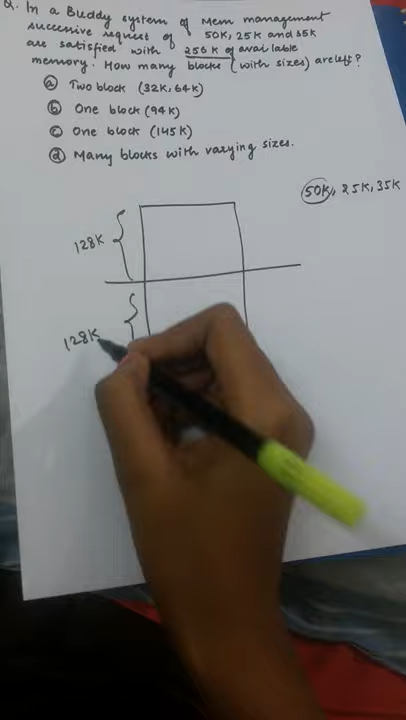 Q. In a Buddy system of Mem management
successive request of 50K, 25K and 35K
are satisfied with 256 K of available
memory. How many blocks (with sizes) are left?
a Two block (32K, 64K)
b One block (94K)
c One block (145K)
d Many blocks with varying sizes.
50K, 25K, 35K
128K
128K